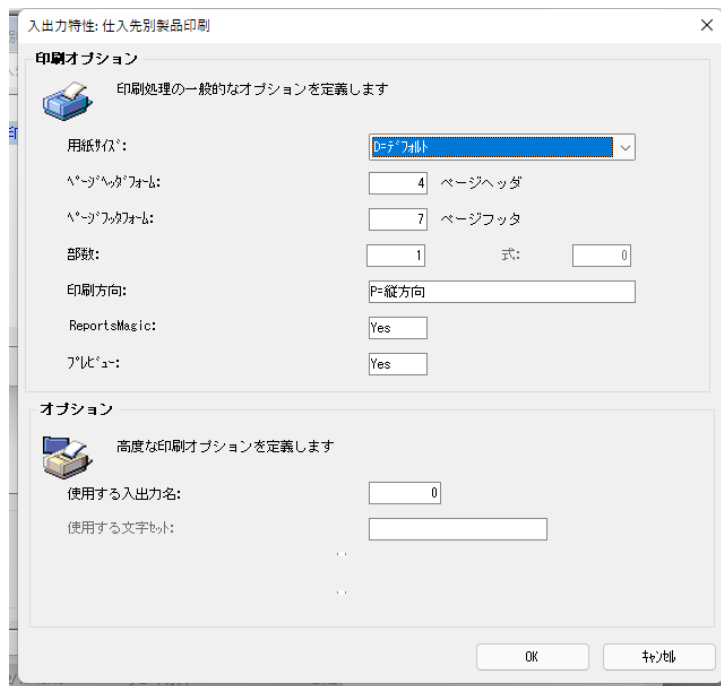 入出力特性: 仕入先別製品印刷
印刷オプション
印刷処理の一般的なオプションを定義します
用紙ｻｲｽﾞ: D=ﾃﾞﾌｫﾙﾄ
ﾍﾟｰｼﾞﾍｯﾀﾞﾌｫｰﾑ: 4 ページヘッダ
ﾍﾟｰｼﾞﾌｯﾀﾌｫｰﾑ: 7 ページフッタ
部数: 1 式: 0
印刷方向: P=縦方向
ReportsMagic: Yes
ﾌﾟﾚﾋﾞｭｰ: Yes
オプション
高度な印刷オプションを定義します
使用する入出力名: 0
使用する文字ｾｯﾄ:
OK ｷｬﾝｾﾙ